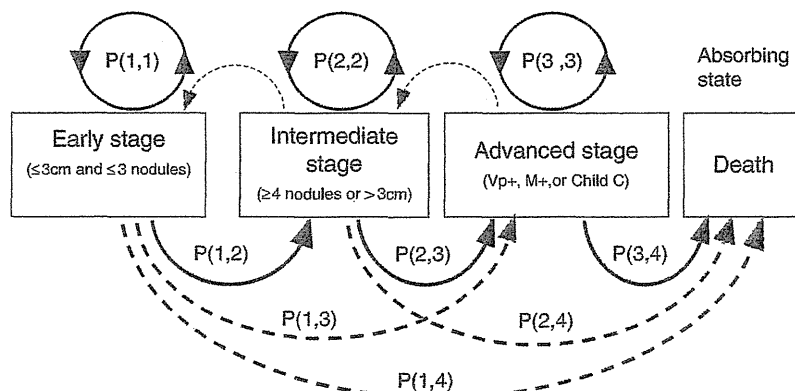 P(1,1)
P(2,2)
P(3,3)
Absorbing
state
Early stage
(≤3cm and ≤3 nodules)
Intermediate
stage
(≥4 nodules or >3cm)
Advanced stage
(Vp+, M+,or Child C)
Death
P(1,2)
P(2,3)
P(3,4)
P(1,3)
P(2,4)
P(1,4)